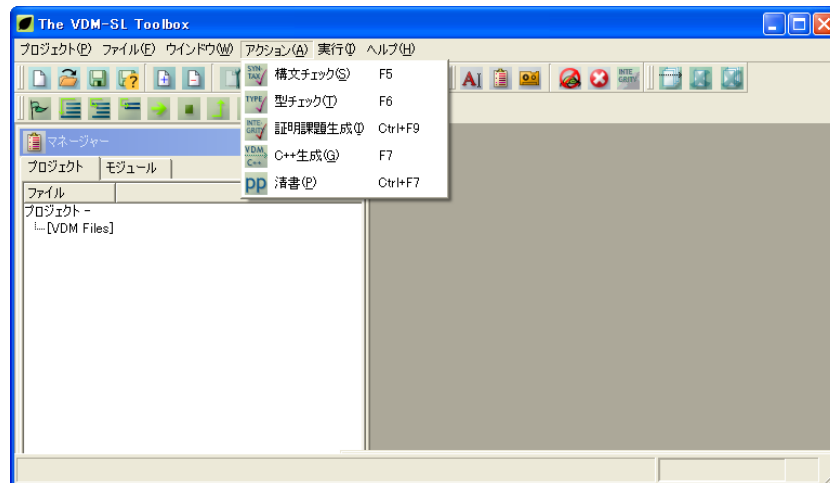 The VDM-SL Toolbox
プロジェクト(P) ファイル(F) ウインドウ(W) アクション(A) 実行(I) ヘルプ(H)
SYN-TAX 構文チェック(S) F5
TYPE 型チェック(T) F6
INTE-GRITY 証明課題生成(I) Ctrl+F9
VDM C++ C++生成(G) F7
pp 清書(P) Ctrl+F7
AI
INTE GRITY
マネージャー
プロジェクト モジュール
ファイル
プロジェクト -
[VDM Files]